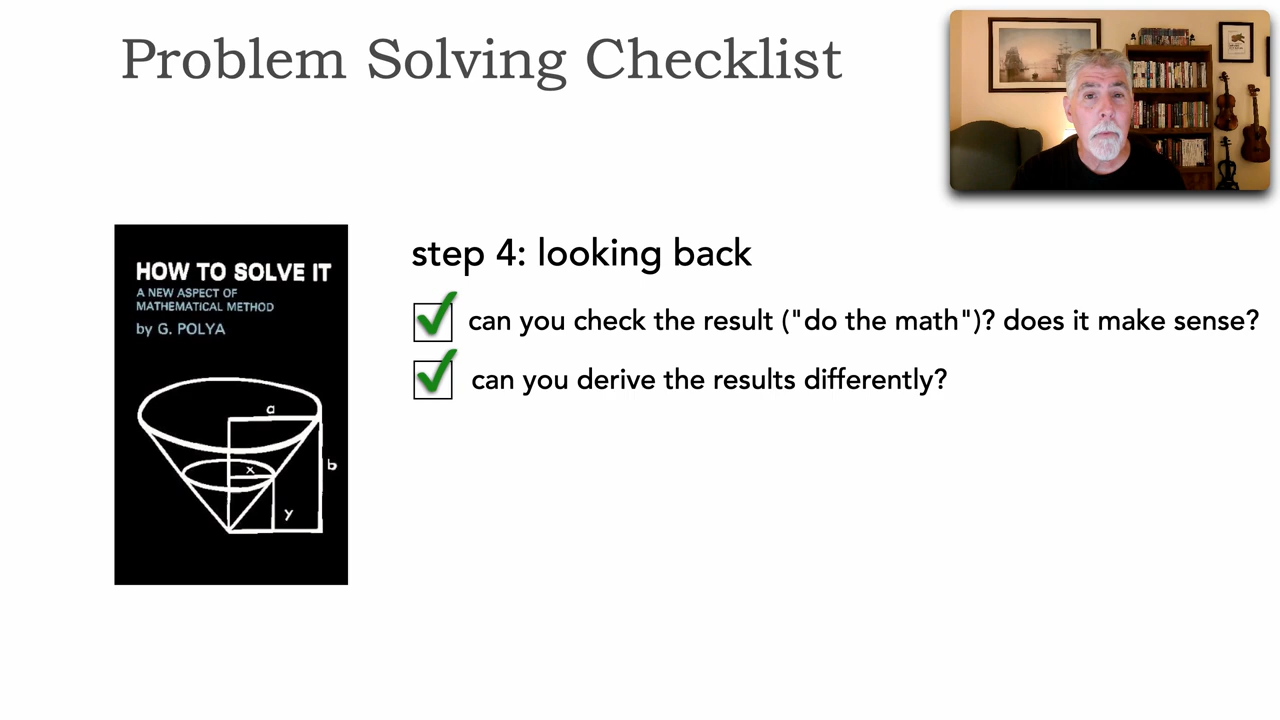 Problem Solving Checklist
HOW TO SOLVE IT
A NEW ASPECT OF
MATHEMATICAL METHOD
by G. POLYA
a
b
x
y
step 4: looking back
can you check the result ("do the math")? does it make sense?
can you derive the results differently?